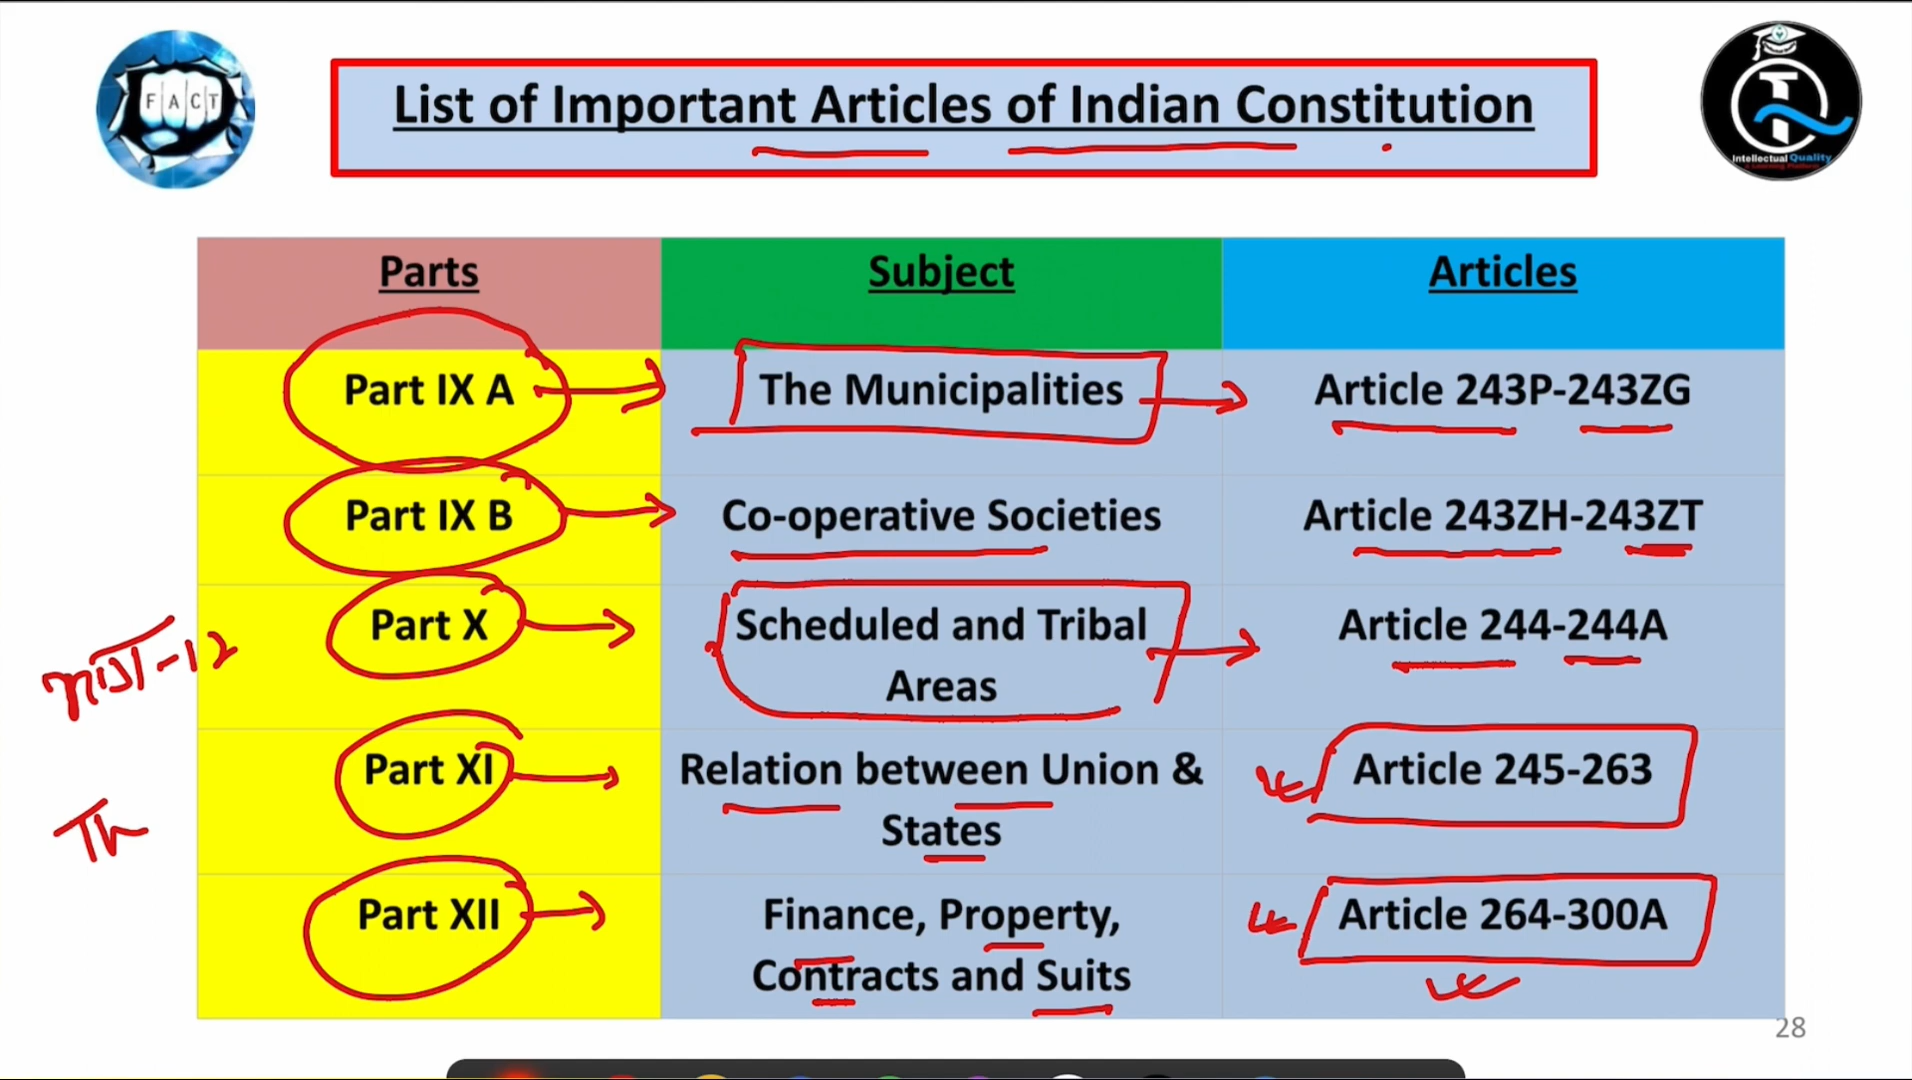 FACT
List of Important Articles of Indian Constitution
Intellectual Quality
Parts Subject Articles
Part IX A The Municipalities Article 243P-243ZG
Part IX B Co-operative Societies Article 243ZH-243ZT
Part X Scheduled and Tribal Article 244-244A
Areas
Part XI Relation between Union & Article 245-263
States
Part XII Finance, Property, Article 264-300A
Contracts and Suits
28